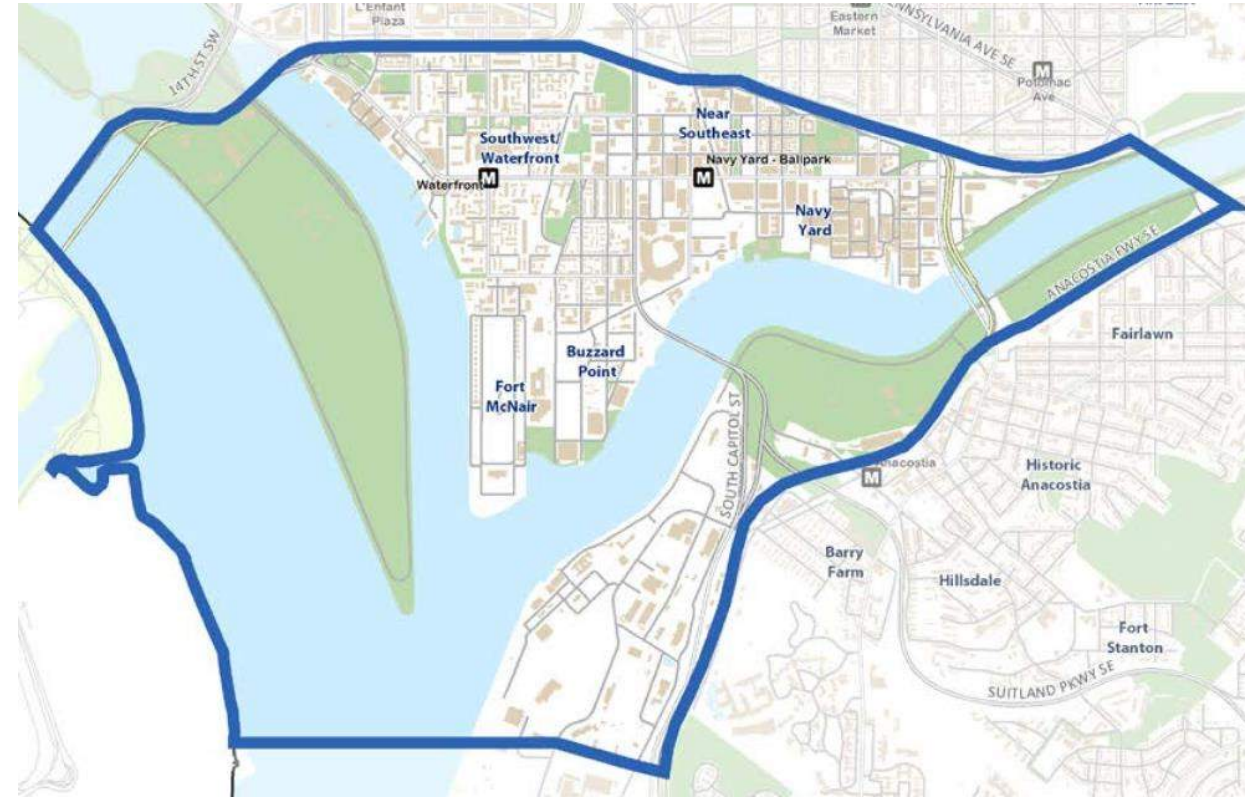 L'Enfant
Plaza
Eastern
Market
PENNSYLVANIA AVE SE
14TH ST SW
M
Potomac
Ave
Near
Southeast
Southwest/
Waterfront
Navy Yard - Ballpark
Waterfront
M
M
Navy
Yard
ANACOSTIA FWY SE
Fairlawn
Buzzard
Point
Fort
McNair
SOUTH CAPITOL ST
Anacostia
M
Historic
Anacostia
Barry
Farm
Hillsdale
Fort
Stanton
SUITLAND PKWY SE